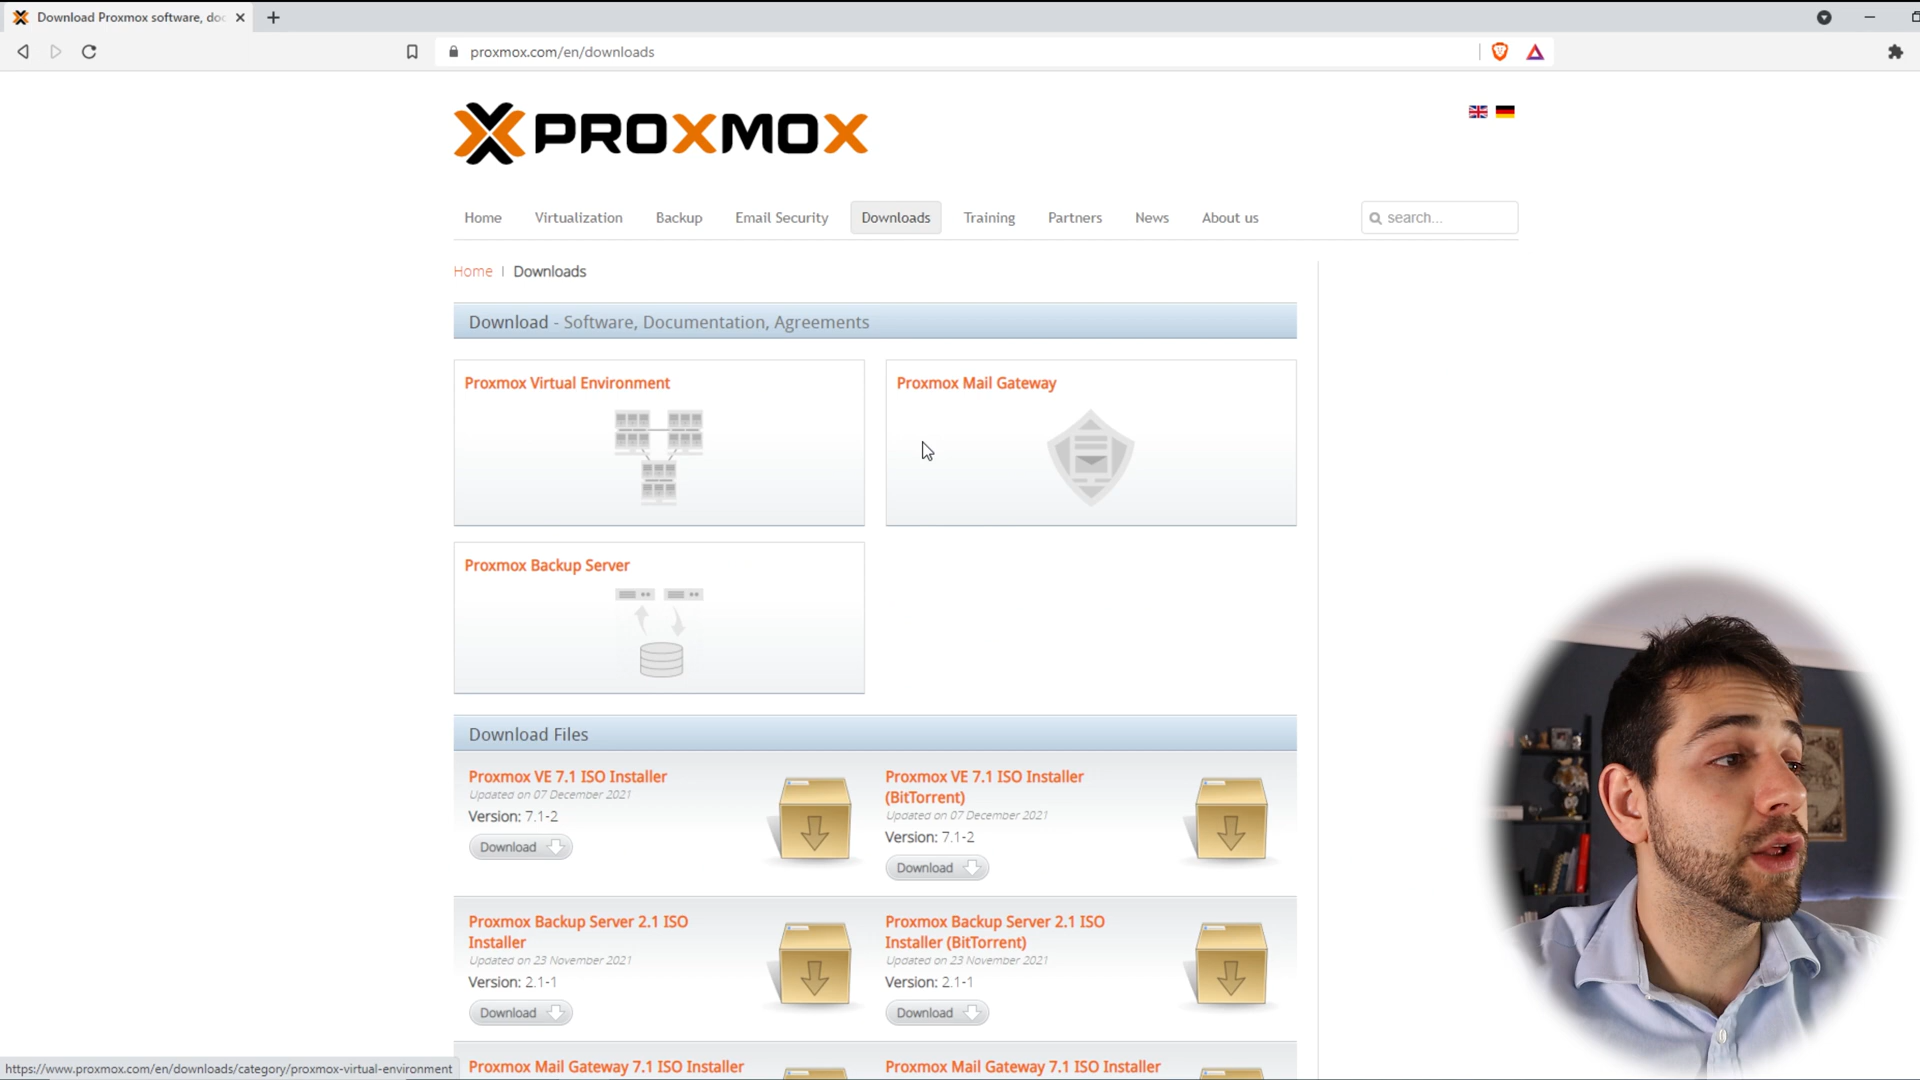 Download Proxmox software, doc
proxmox.com/en/downloads
PROXMOX
Home Virtualization Backup Email Security Downloads Training Partners News About us search...
Home | Downloads
Download - Software, Documentation, Agreements
Proxmox Virtual Environment
Proxmox Mail Gateway
Proxmox Backup Server
Download Files
Proxmox VE 7.1 ISO Installer
Updated on 07 December 2021
Version: 7.1-2
Download
Proxmox VE 7.1 ISO Installer
(BitTorrent)
Updated on 07 December 2021
Version: 7.1-2
Download
Proxmox Backup Server 2.1 ISO
Installer
Updated on 23 November 2021
Version: 2.1-1
Download
Proxmox Backup Server 2.1 ISO
Installer (BitTorrent)
Updated on 23 November 2021
Version: 2.1-1
Download
Proxmox Mail Gateway 7.1 ISO Installer
Proxmox Mail Gateway 7.1 ISO Installer
https://www.proxmox.com/en/downloads/category/proxmox-virtual-environment